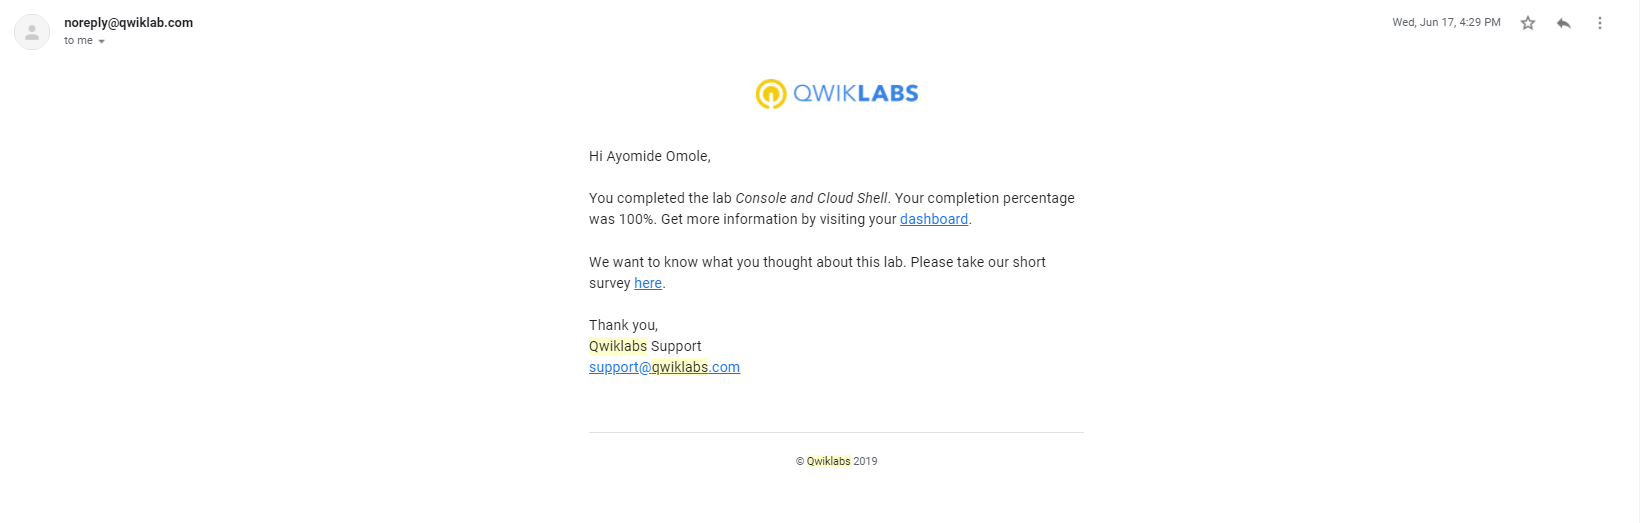 noreply@qwiklab.com
Wed, Jun 17, 4:29 PM
to me
QWIKLABS
Hi Ayomide Omole,
You completed the lab Console and Cloud Shell. Your completion percentage
was 100%. Get more information by visiting your dashboard.
We want to know what you thought about this lab. Please take our short
survey here.
Thank you,
Qwiklabs Support
support@qwiklabs.com
© Qwiklabs 2019